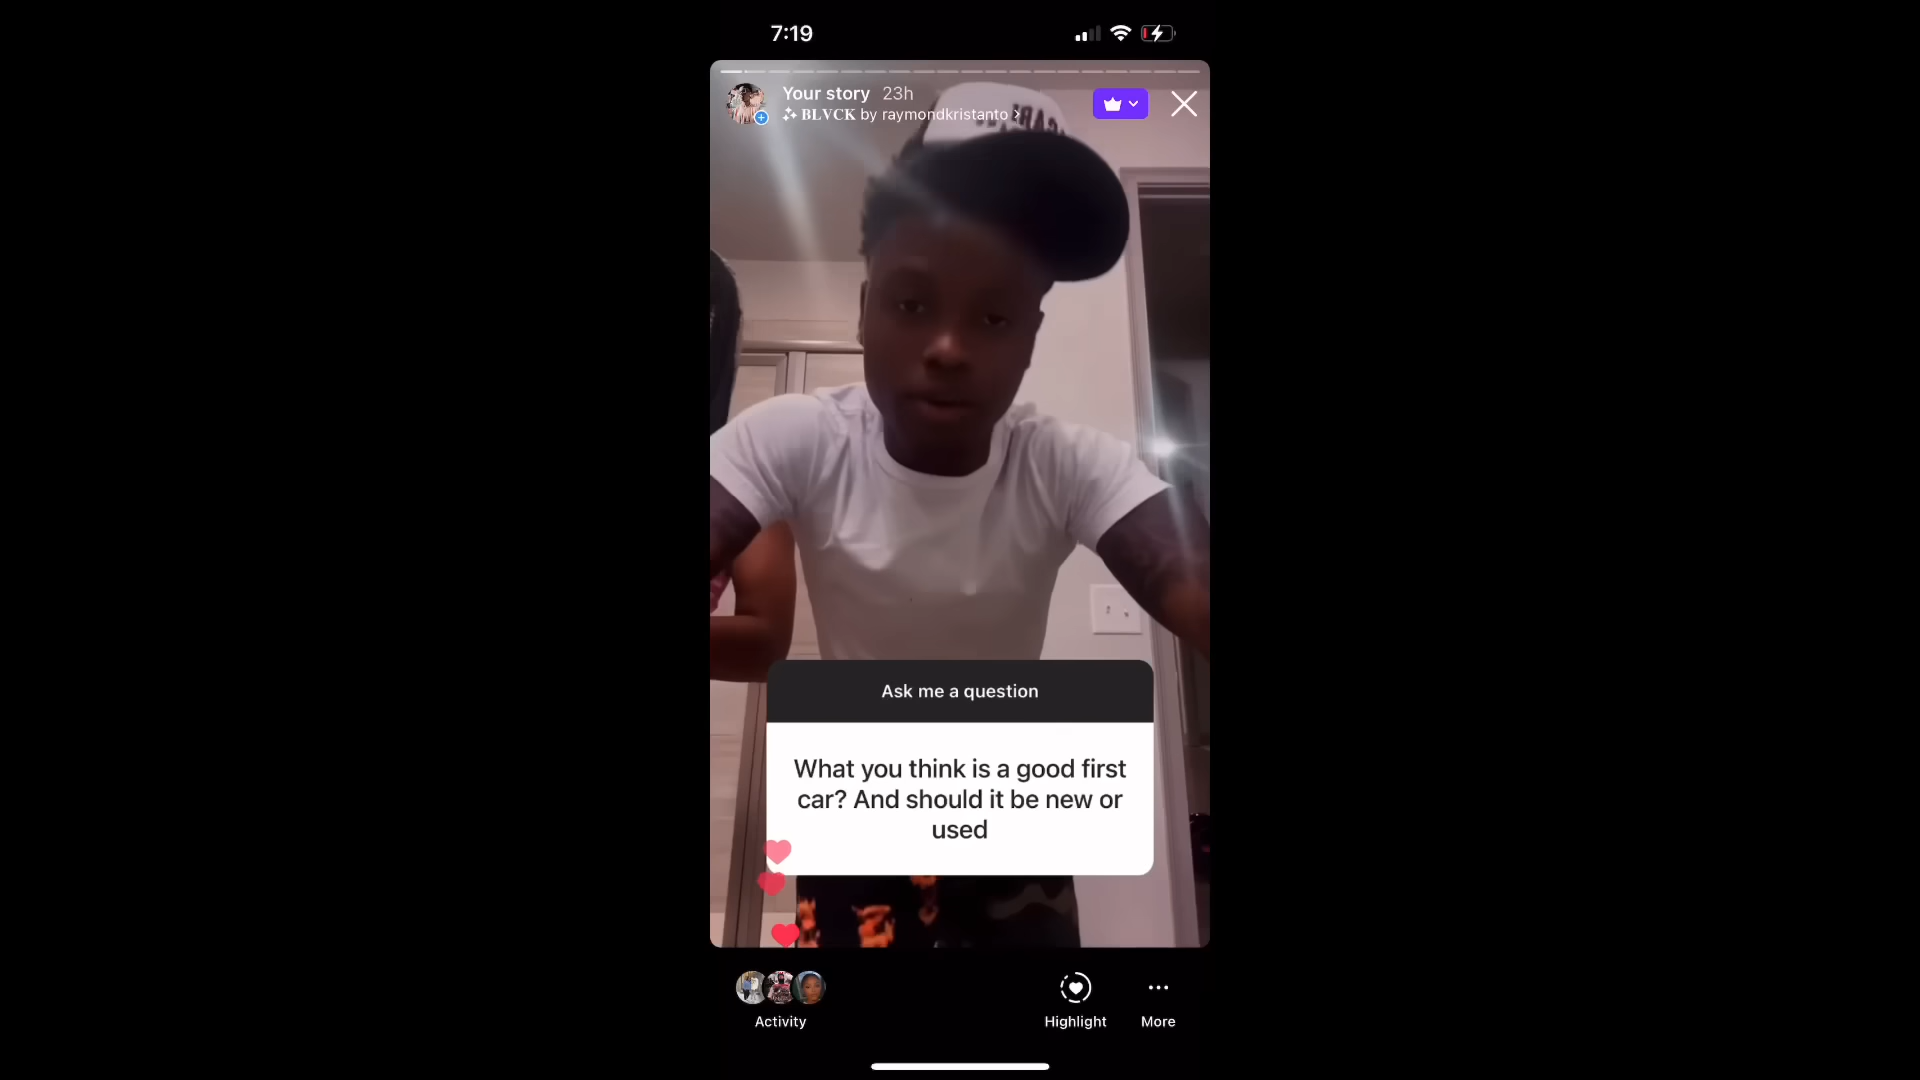 7:19
Your story 23h
BLVCK by raymondkristanto
Ask me a question
What you think is a good first
car? And should it be new or
used
Activity
Highlight
More